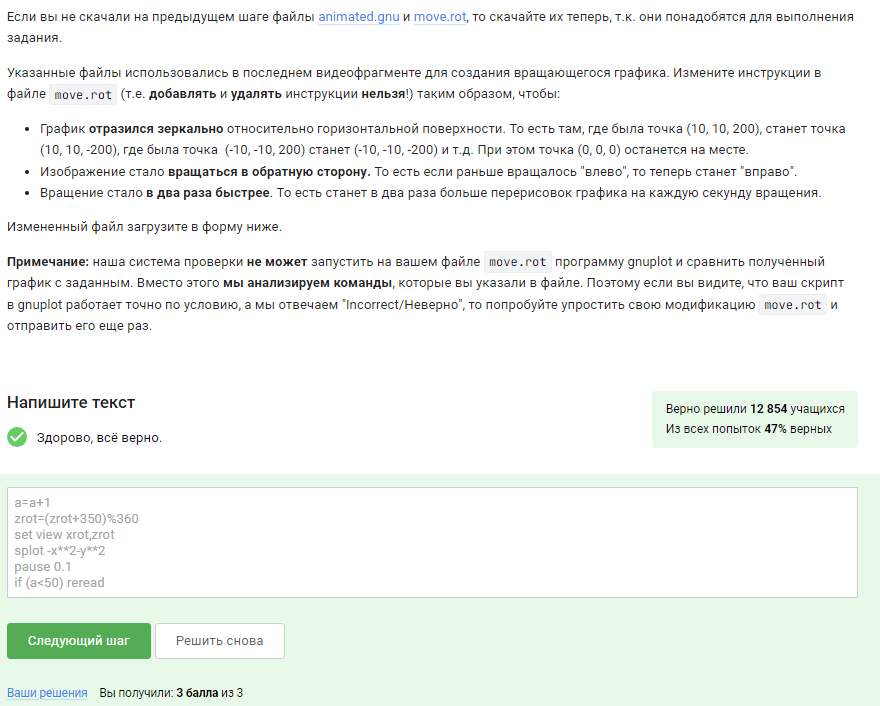 Если вы не скачали на предыдущем шаге файлы animated.gnu и move.rot, то скачайте их теперь, т.к. они понадобятся для выполнения
задания.
Указанные файлы использовались в последнем видеофрагменте для создания вращающегося графика. Измените инструкции в
файле move.rot (т.е. добавлять и удалять инструкции нельзя!) таким образом, чтобы:
• График отразился зеркально относительно горизонтальной поверхности. То есть там, где была точка (10, 10, 200), станет точка
(10, 10, -200), где была точка (-10, -10, 200) станет (-10, -10, -200) и т.д. При этом точка (0, 0, 0) останется на месте.
• Изображение стало вращаться в обратную сторону. То есть если раньше вращалось "влево", то теперь станет "вправо".
• Вращение стало в два раза быстрее. То есть станет в два раза больше перерисовок графика на каждую секунду вращения.
Измененный файл загрузите в форму ниже.
Примечание: наша система проверки не может запустить на вашем файле move.rot программу gnuplot и сравнить полученный
график с заданным. Вместо этого мы анализируем команды, которые вы указали в файле. Поэтому если вы видите, что ваш скрипт
в gnuplot работает точно по условию, а мы отвечаем "Incorrect/Неверно", то попробуйте упростить свою модификацию move.rot и
отправить его еще раз.
Напишите текст
Верно решили 12 854 учащихся
Из всех попыток 47% верных
Здорово, всё верно.
a=a+1
zrot=(zrot+350)%360
set view xrot,zrot
splot -x**2-y**2
pause 0.1
if (a<50) reread
Следующий шаг Решить снова
Ваши решения Вы получили: 3 балла из 3